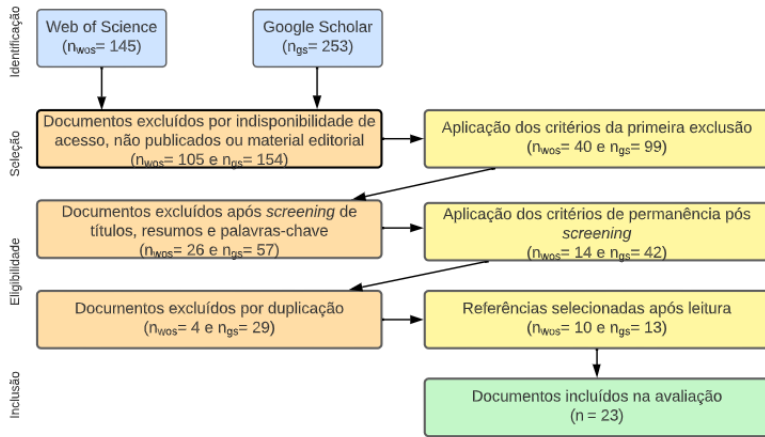 Identificação
Web of Science
(nwos= 145)
Google Scholar
(ngs= 253)
Seleção
Documentos excluídos por indisponibilidade de
acesso, não publicados ou material editorial
(nwos= 105 e ngs= 154)
Aplicação dos critérios da primeira exclusão
(nwos= 40 e ngs= 99)
Eligibilidade
Documentos excluídos após screening de
títulos, resumos e palavras-chave
(nwos= 26 e ngs= 57)
Aplicação dos critérios de permanência pós
screening
(nwos= 14 e ngs= 42)
Documentos excluídos por duplicação
(nwos= 4 e ngs= 29)
Referências selecionadas após leitura
(nwos= 10 e ngs= 13)
Inclusão
Documentos incluídos na avaliação
(n = 23)